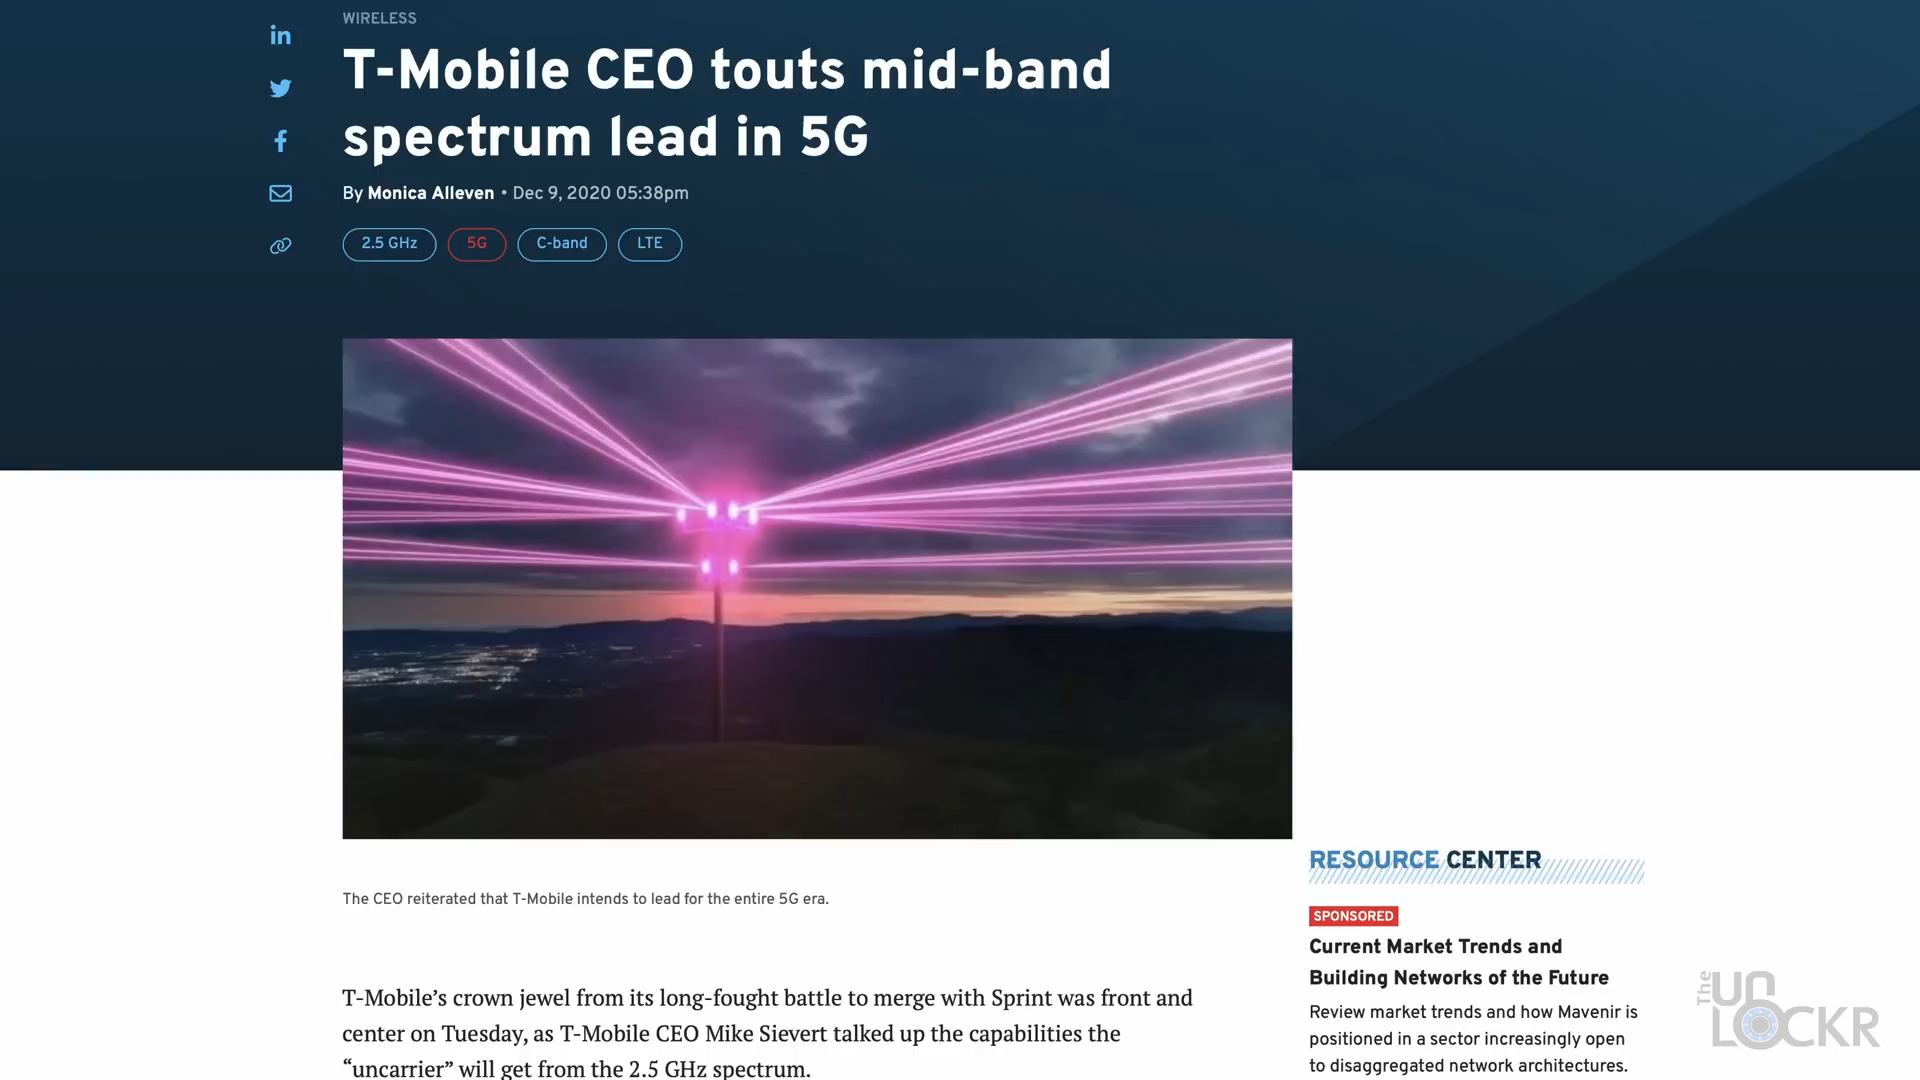 WIRELESS
T-Mobile CEO touts mid-band
spectrum lead in 5G
By Monica Alleven • Dec 9, 2020 05:38pm
2.5 GHz
5G
C-band
LTE
The CEO reiterated that T-Mobile intends to lead for the entire 5G era.
T-Mobile’s crown jewel from its long-fought battle to merge with Sprint was front and
center on Tuesday, as T-Mobile CEO Mike Sievert talked up the capabilities the
“uncarrier” will get from the 2.5 GHz spectrum.
RESOURCE CENTER
SPONSORED
Current Market Trends and
Building Networks of the Future
Review market trends and how Mavenir is
positioned in a sector increasingly open
to disaggregated network architectures.
The
UN
LOCKR